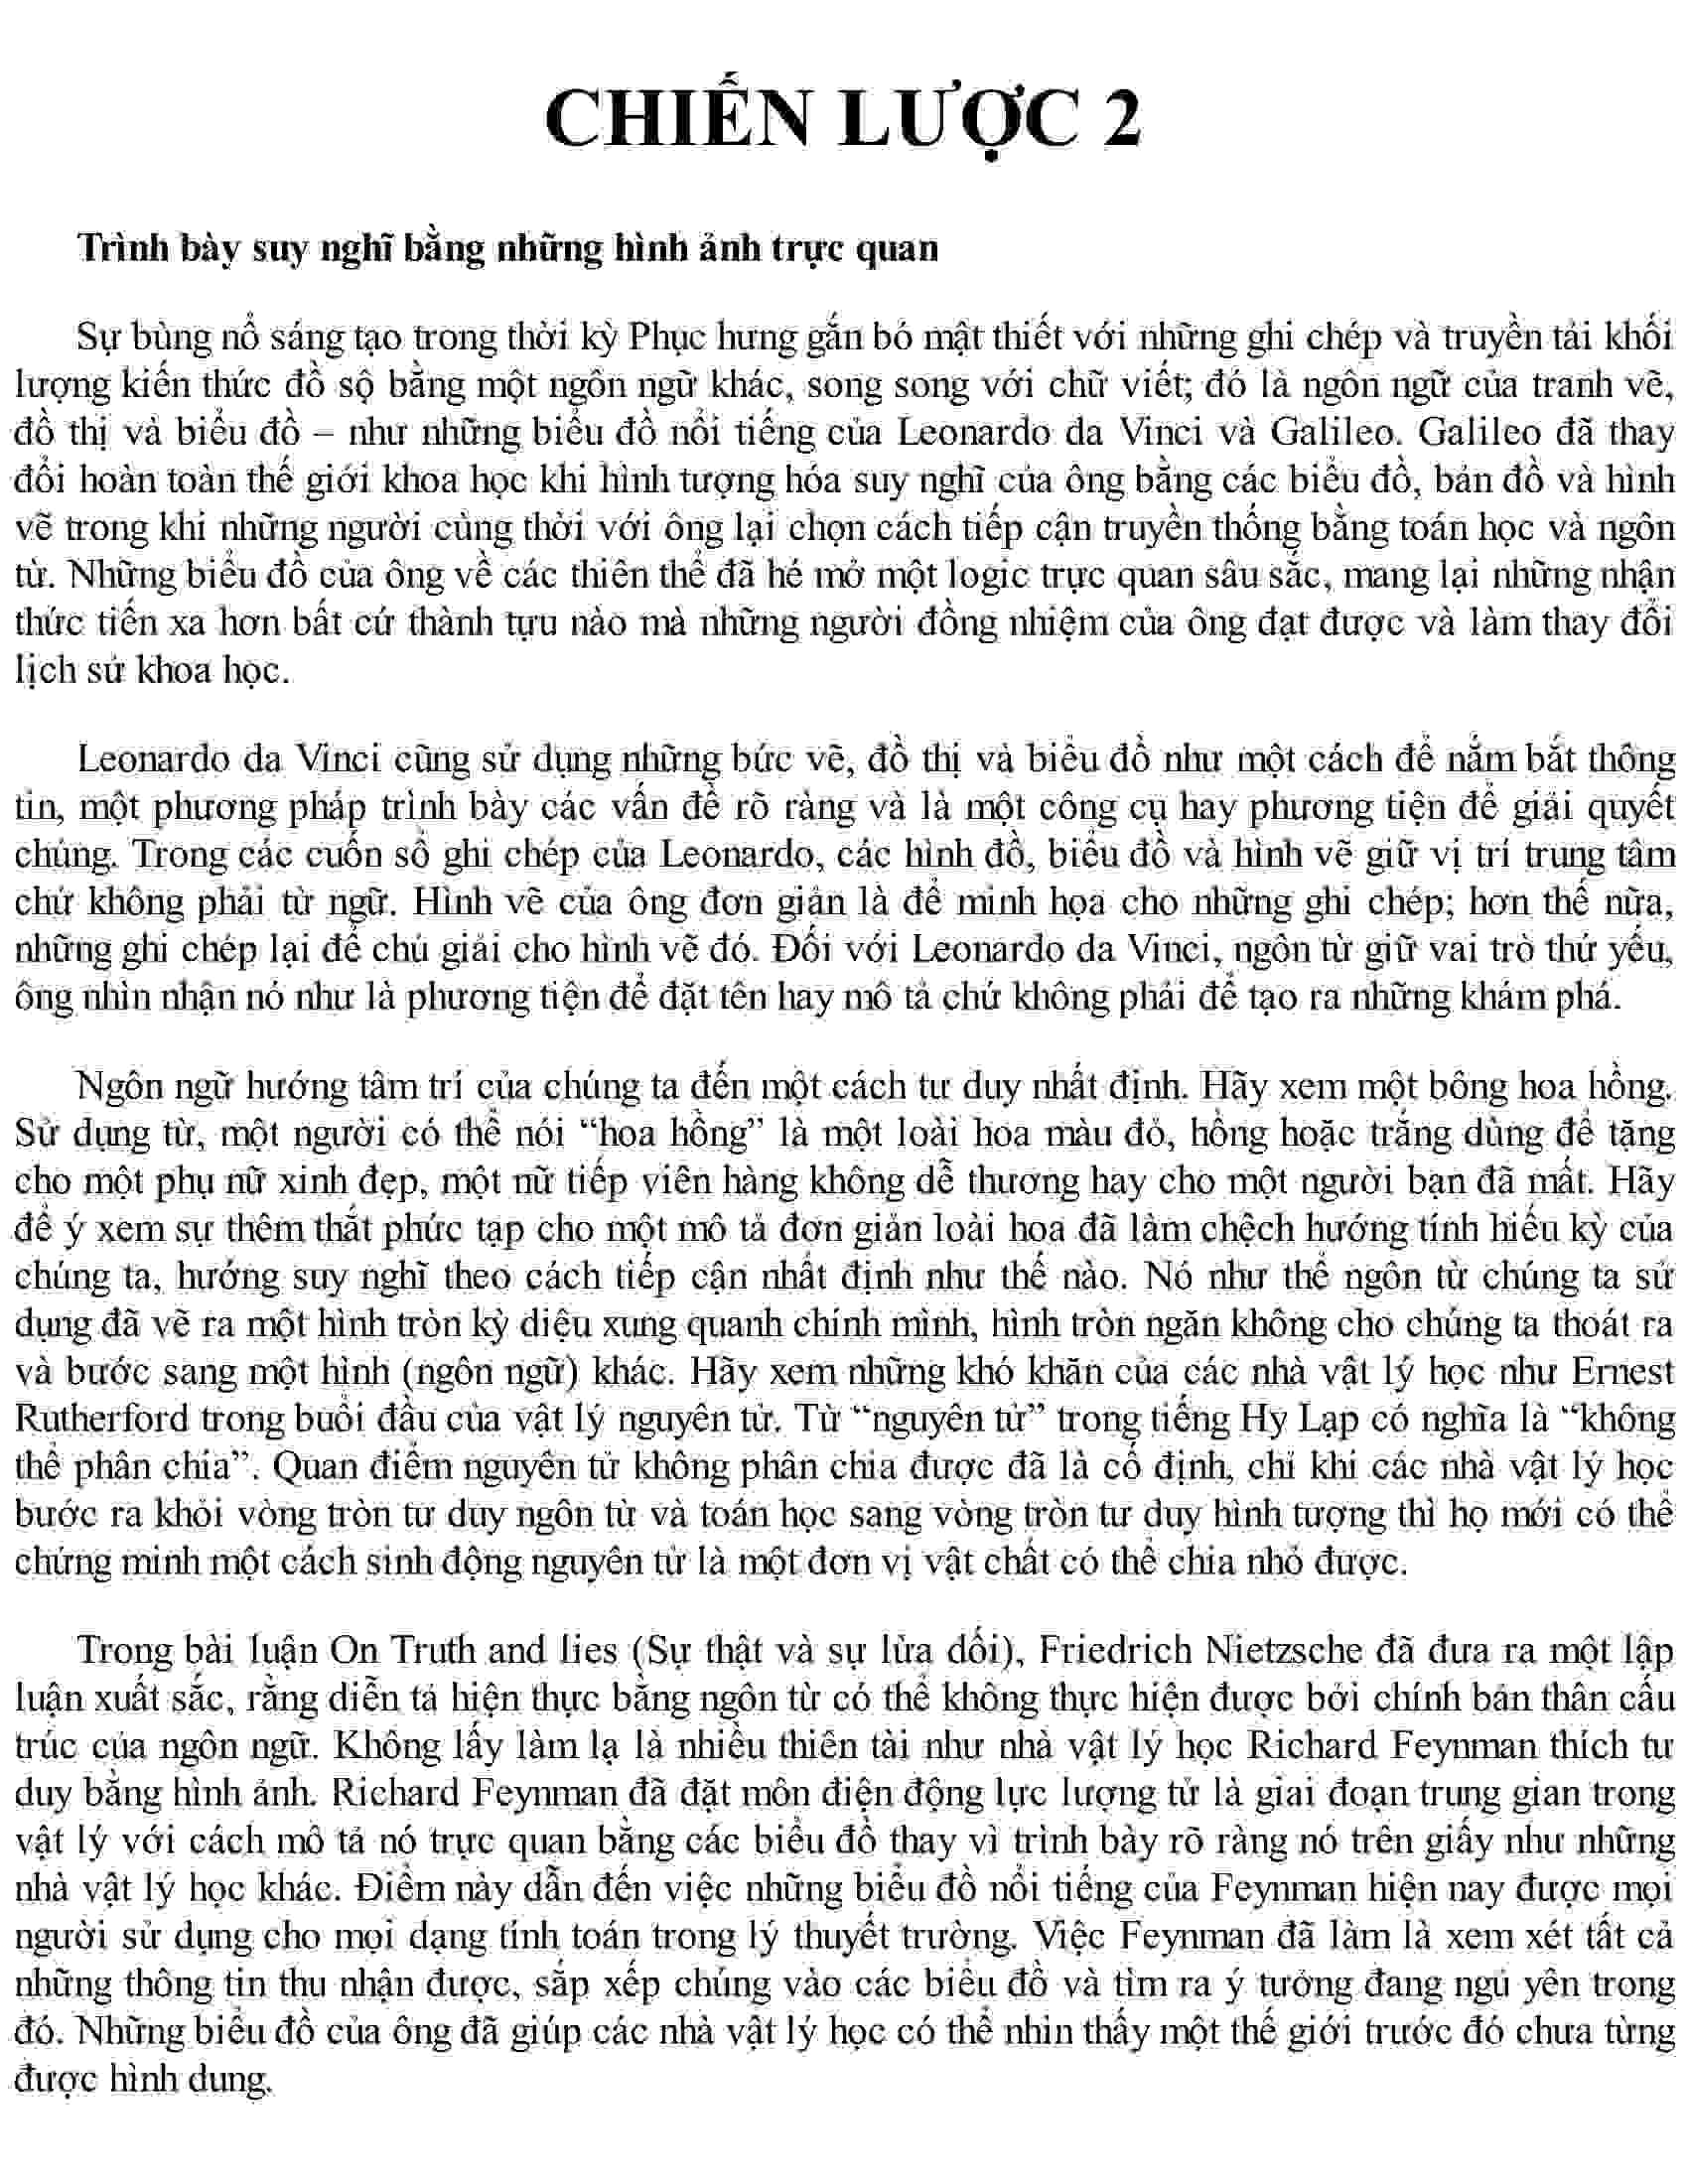 CHIẾN LƯỢC 2
Trình bày suy nghĩ bằng những hình ảnh trực quan
Sự bùng nổ sáng tạo trong thời kỳ Phục hưng gắn bó mật thiết với những ghi chép và truyền tải khối
lượng kiến thức đồ sộ bằng một ngôn ngữ khác, song song với chữ viết; đó là ngôn ngữ của tranh vẽ,
đồ thị và biểu đồ – như những biểu đồ nổi tiếng của Leonardo da Vinci và Galileo. Galileo đã thay
đổi hoàn toàn thế giới khoa học khi hình tượng hóa suy nghĩ của ông bằng các biểu đồ, bản đồ và hình
vẽ trong khi những người cùng thời với ông lại chọn cách tiếp cận truyền thống bằng toán học và ngôn
từ. Những biểu đồ của ông về các thiên thể đã hé mở một logic trực quan sâu sắc, mang lại những nhận
thức tiến xa hơn bất cứ thành tựu nào mà những người đồng nhiệm của ông đạt được và làm thay đổi
lịch sử khoa học.
Leonardo da Vinci cũng sử dụng những bức vẽ, đồ thị và biểu đồ như một cách để nắm bắt thông
tin, một phương pháp trình bày các vấn đề rõ ràng và là một công cụ hay phương tiện để giải quyết
chúng. Trong các cuốn sổ ghi chép của Leonardo, các hình đồ, biểu đồ và hình vẽ giữ vị trí trung tâm
chứ không phải từ ngữ. Hình vẽ của ông đơn giản là để minh họa cho những ghi chép; hơn thế nữa,
những ghi chép lại để chú giải cho hình vẽ đó. Đối với Leonardo da Vinci, ngôn từ giữ vai trò thứ yếu,
ông nhìn nhận nó như là phương tiện để đặt tên hay mô tả chứ không phải để tạo ra những khám phá.
Ngôn ngữ hướng tâm trí của chúng ta đến một cách tư duy nhất định. Hãy xem một bông hoa hồng.
Sử dụng từ, một người có thể nói “hoa hồng” là một loài hoa màu đỏ, hồng hoặc trắng dùng để tặng
cho một phụ nữ xinh đẹp, một nữ tiếp viên hàng không dễ thương hay cho một người bạn đã mất. Hãy
để ý xem sự thêm thắt phức tạp cho một mô tả đơn giản loài hoa đã làm chệch hướng tính hiếu kỳ của
chúng ta, hướng suy nghĩ theo cách tiếp cận nhất định như thế nào. Nó như thể ngôn từ chúng ta sử
dụng đã vẽ ra một hình tròn kỳ diệu xung quanh chính mình, hình tròn ngăn không cho chúng ta thoát ra
và bước sang một hình (ngôn ngữ) khác. Hãy xem những khó khăn của các nhà vật lý học như Ernest
Rutherford trong buổi đầu của vật lý nguyên tử. Từ “nguyên tử” trong tiếng Hy Lạp có nghĩa là “không
thể phân chia”. Quan điểm nguyên tử không phân chia được đã là cố định, chỉ khi các nhà vật lý học
bước ra khỏi vòng tròn tư duy ngôn từ và toán học sang vòng tròn tư duy hình tượng thì họ mới có thể
chứng minh một cách sinh động nguyên tử là một đơn vị vật chất có thể chia nhỏ được.
Trong bài luận On Truth and lies (Sự thật và sự lừa dối), Friedrich Nietzsche đã đưa ra một lập
luận xuất sắc, rằng diễn tả hiện thực bằng ngôn từ có thể không thực hiện được bởi chính bản thân cấu
trúc của ngôn ngữ. Không lấy làm lạ là nhiều thiên tài như nhà vật lý học Richard Feynman thích tư
duy bằng hình ảnh. Richard Feynman đã đặt môn điện động lực lượng tử là giai đoạn trung gian trong
vật lý với cách mô tả nó trực quan bằng các biểu đồ thay vì trình bày rõ ràng nó trên giấy như những
nhà vật lý học khác. Điểm này dẫn đến việc những biểu đồ nổi tiếng của Feynman hiện nay được mọi
người sử dụng cho mọi dạng tính toán trong lý thuyết trường. Việc Feynman đã làm là xem xét tất cả
những thông tin thu nhận được, sắp xếp chúng vào các biểu đồ và tìm ra ý tưởng đang ngủ yên trong
đó. Những biểu đồ của ông đã giúp các nhà vật lý học có thể nhìn thấy một thế giới trước đó chưa từng
được hình dung.